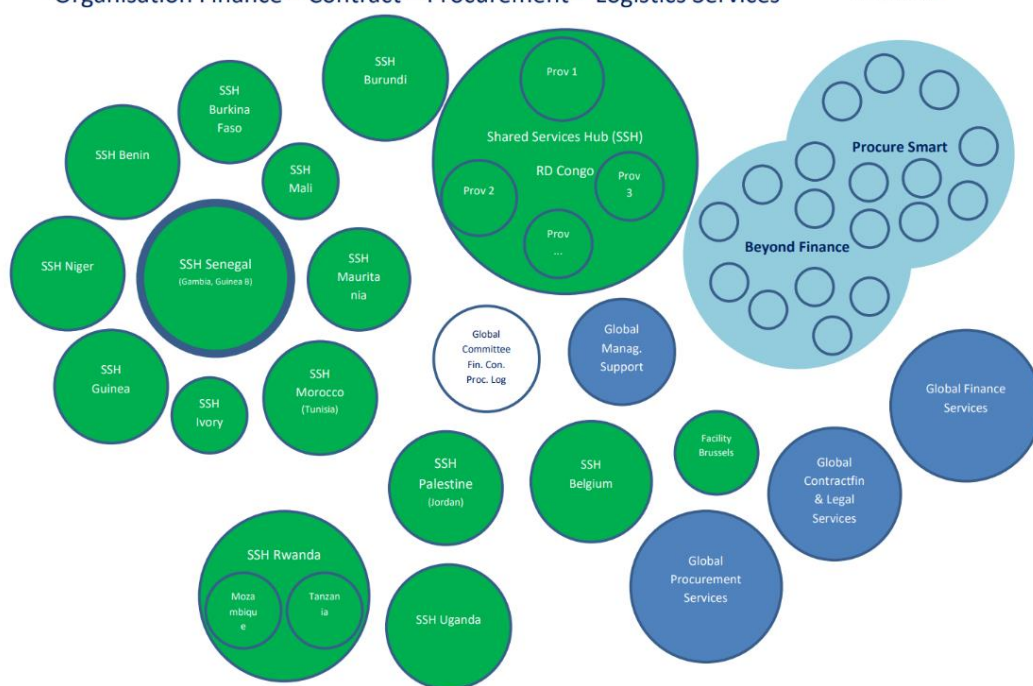 Organisation Finance – Contract – Procurement – Logistics Services
SSH
Burundi
SSH
Burkina
Faso
SSH Benin
SSH
Mali
SSH Niger
SSH Senegal
(Gambia, Guinea B)
SSH
Maurita
nia
SSH
Guinea
SSH
Ivory
SSH
Morocco
(Tunisia)
Prov 1
Shared Services Hub (SSH)
RD Congo
Prov 2
Prov
3
Prov
...
Procure Smart
Beyond Finance
Global
Committee
Fin. Con.
Proc. Log
Global
Manag.
Support
Global Finance
Services
Facility
Brussels
SSH
Palestine
(Jordan)
SSH
Belgium
Global
Contractfin
& Legal
Services
Global
Procurement
Services
SSH Rwanda
Moza
mbiqu
e
Tanzan
ia
SSH Uganda